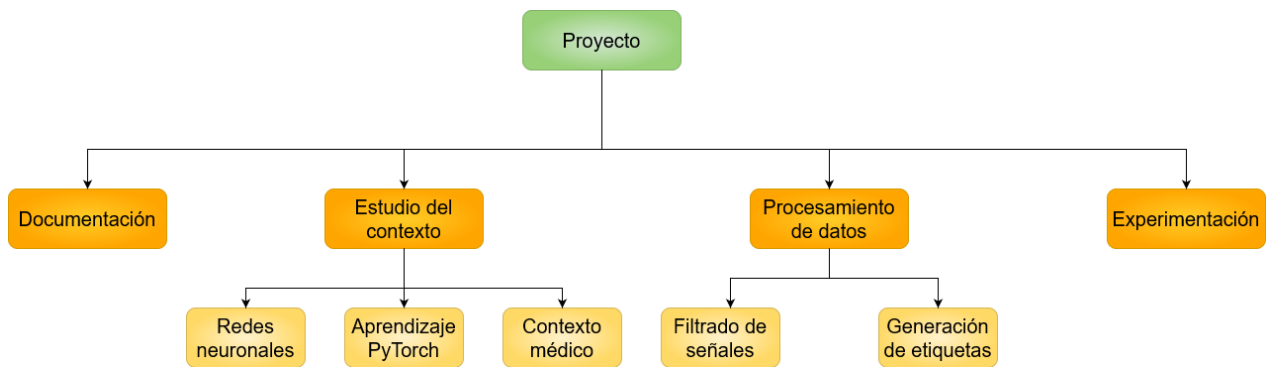 Proyecto
Documentación
Estudio del
contexto
Procesamiento
de datos
Experimentación
Redes
neuronales
Aprendizaje
PyTorch
Contexto
médico
Filtrado de
señales
Generación
de etiquetas